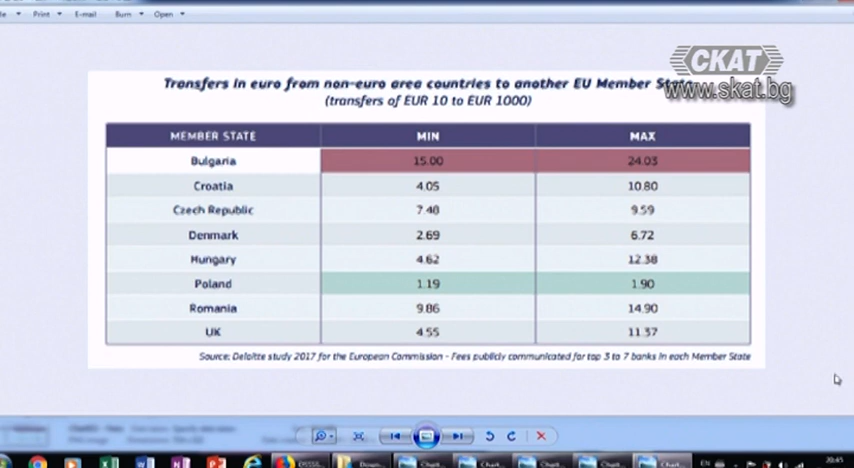 Print E-mail Burn Open
СКАТ
www.skat.bg
Transfers in euro from non-euro area countries to another EU Member
(transfers of EUR 10 to EUR 1000)
MEMBER STATE MIN MAX
Bulgaria 15.00 24.03
Croatia 4.05 10.80
Czech Republic 7.48 9.59
Denmark 2.69 6.72
Hungary 4.62 12.38
Poland 1.19 1.90
Romania 9.86 14.90
UK 4.55 11.37
Source: Deloitte study 2017 for the European Commission - Fees publicly communicated for top 3 to 7 banks in each Member State
EN 20:45